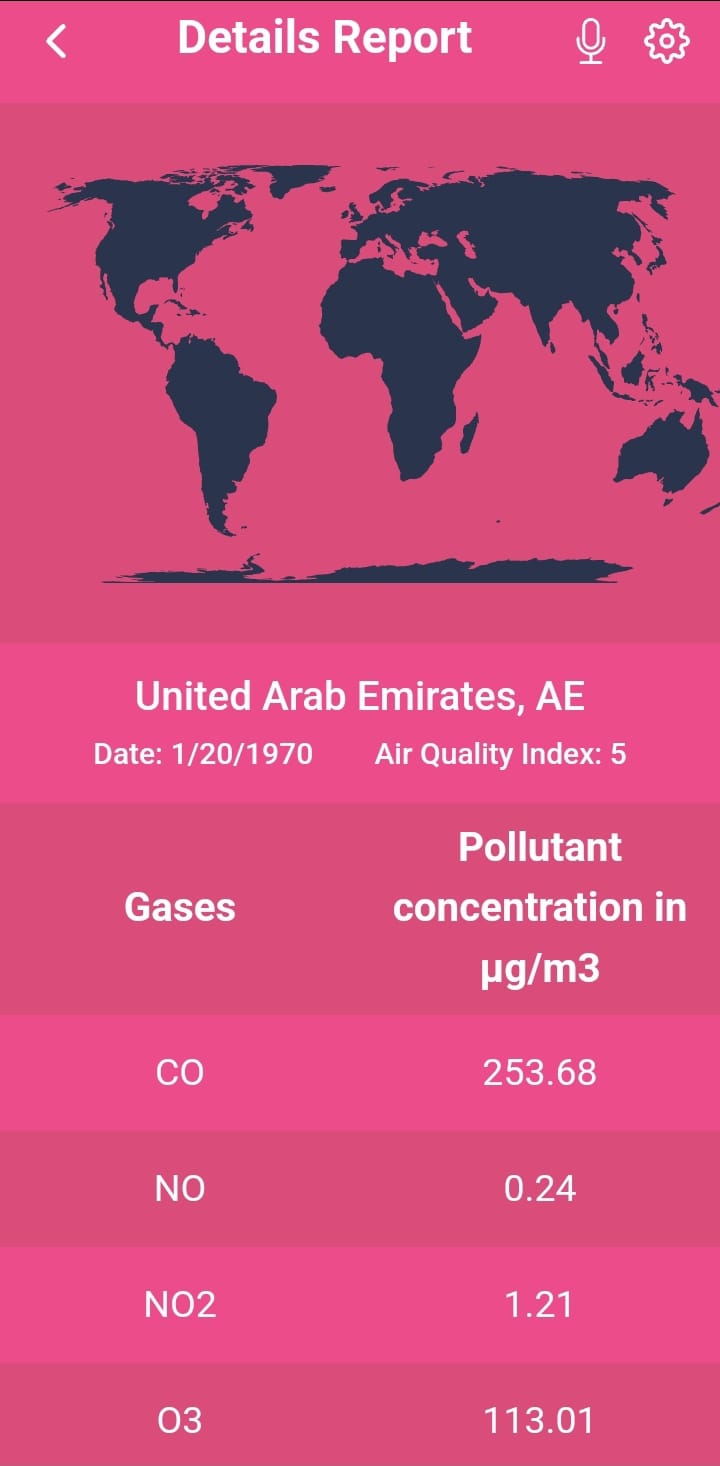 Details Report
United Arab Emirates, AE
Date: 1/20/1970 Air Quality Index: 5
Gases
Pollutant
concentration in
µg/m3
CO 253.68
NO 0.24
NO2 1.21
O3 113.01